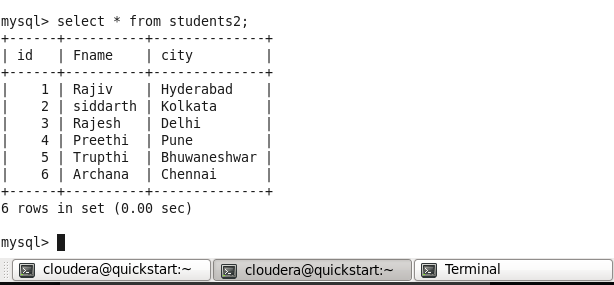 mysql> select * from students2;
+------+----------+-------------+
| id   | Fname    | city        |
+------+----------+-------------+
|    1 | Rajiv    | Hyderabad   |
|    2 | siddarth | Kolkata     |
|    3 | Rajesh   | Delhi       |
|    4 | Preethi  | Pune        |
|    5 | Trupthi  | Bhuwaneshwar |
|    6 | Archana  | Chennai     |
+------+----------+-------------+
6 rows in set (0.00 sec)
mysql>
cloudera@quickstart:~ cloudera@quickstart:~ Terminal